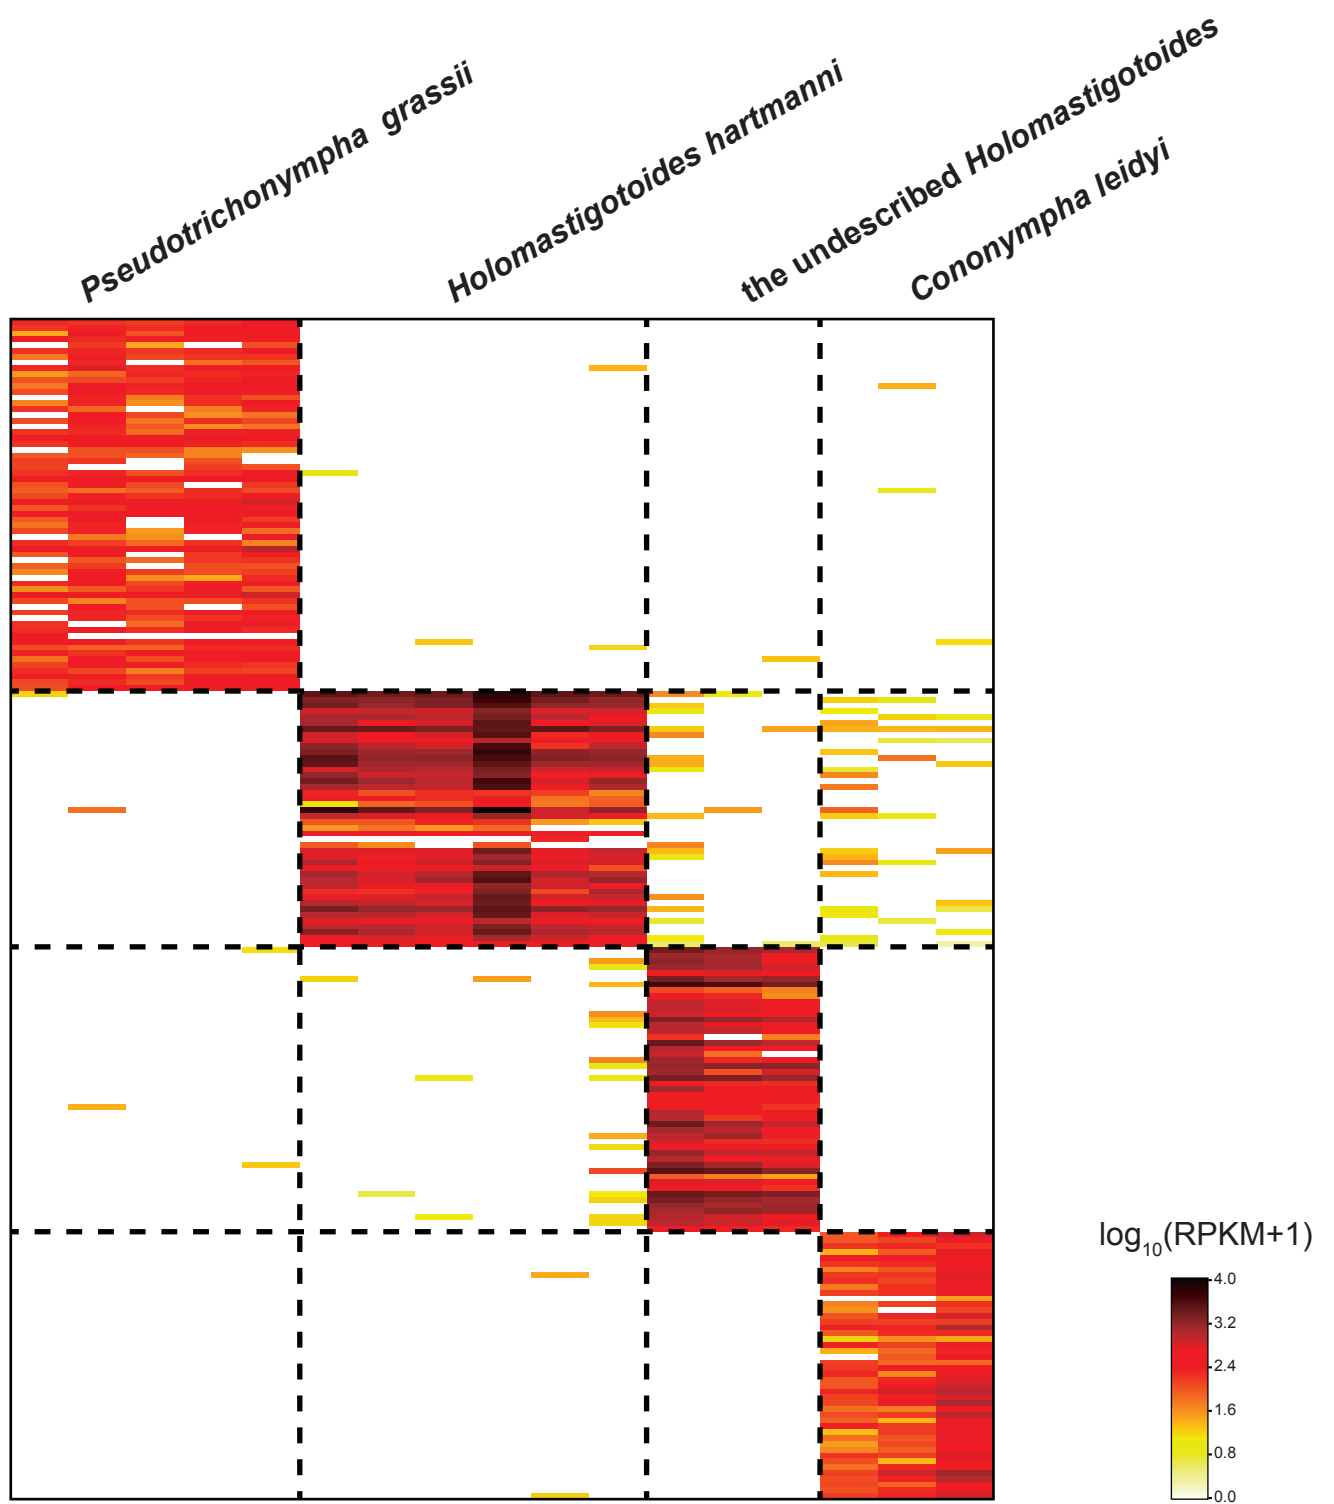 Pseudotrichonympha grassii
Holomastigotoides hartmanni
the undescribed Holomastigotoides
Cononympha leidyi
log10(RPKM+1)
4.0
3.2
2.4
1.6
0.8
0.0